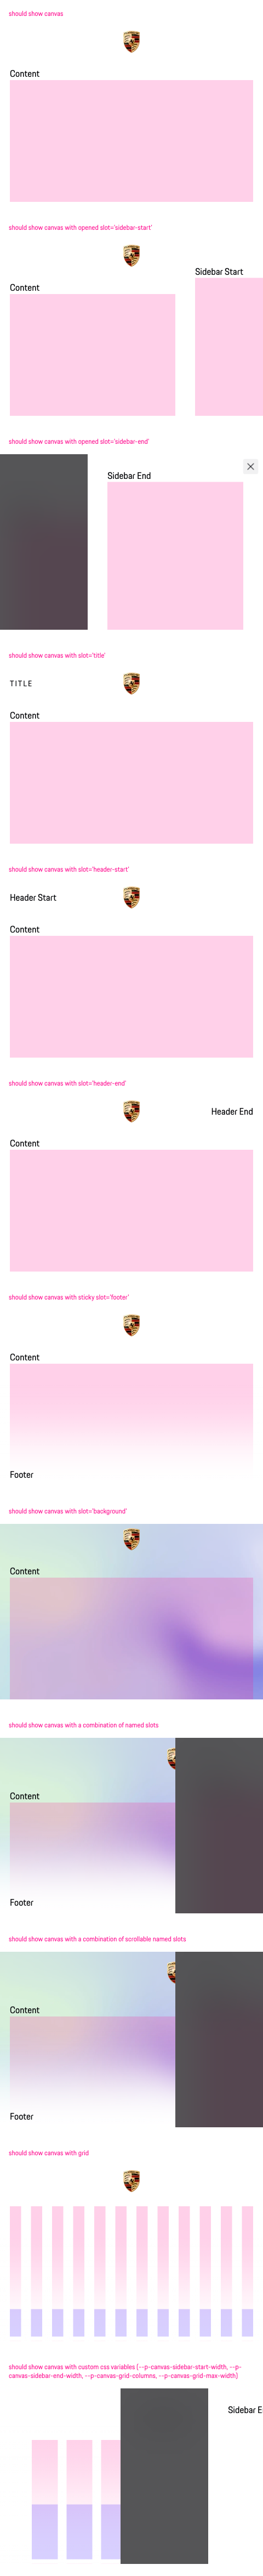 should show canvas
Content
should show canvas with opened slot='sidebar-start'
Sidebar Start
Content
should show canvas with opened slot='sidebar-end'
Sidebar End
should show canvas with slot='title'
TITLE
Content
should show canvas with slot='header-start'
Header Start
Content
should show canvas with slot='header-end'
Header End
Content
should show canvas with sticky slot='footer'
Content
Footer
should show canvas with slot='background'
Content
should show canvas with a combination of named slots
Content
Footer
should show canvas with a combination of scrollable named slots
Content
Footer
should show canvas with grid
should show canvas with custom css variables [--p-canvas-sidebar-start-width, --p-
canvas-sidebar-end-width, --p-canvas-grid-columns, --p-canvas-grid-max-width]
Sidebar E